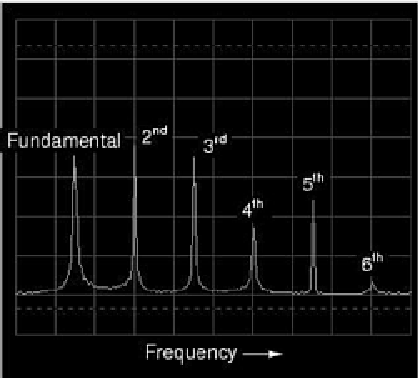 Fundamental
2nd
3rd
4th
5th
6th
Frequency →